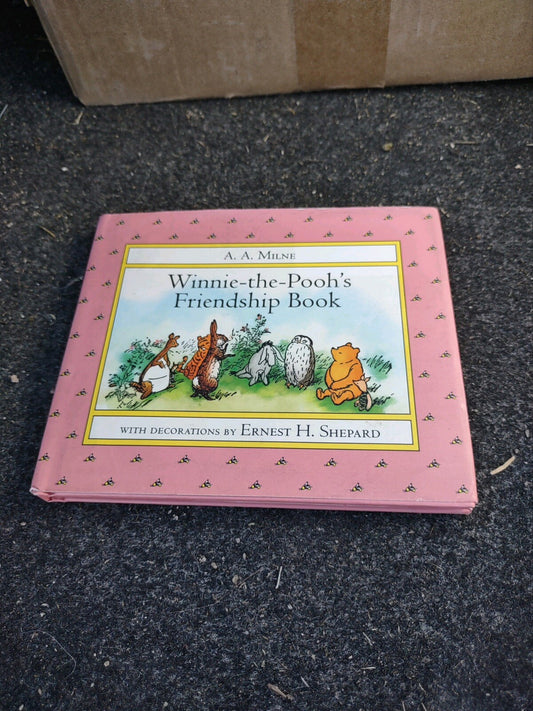 A. A. Milne
Winnie-the-Pooh's
Friendship Book
WITH DECORATIONS BY ERNEST H. SHEPARD